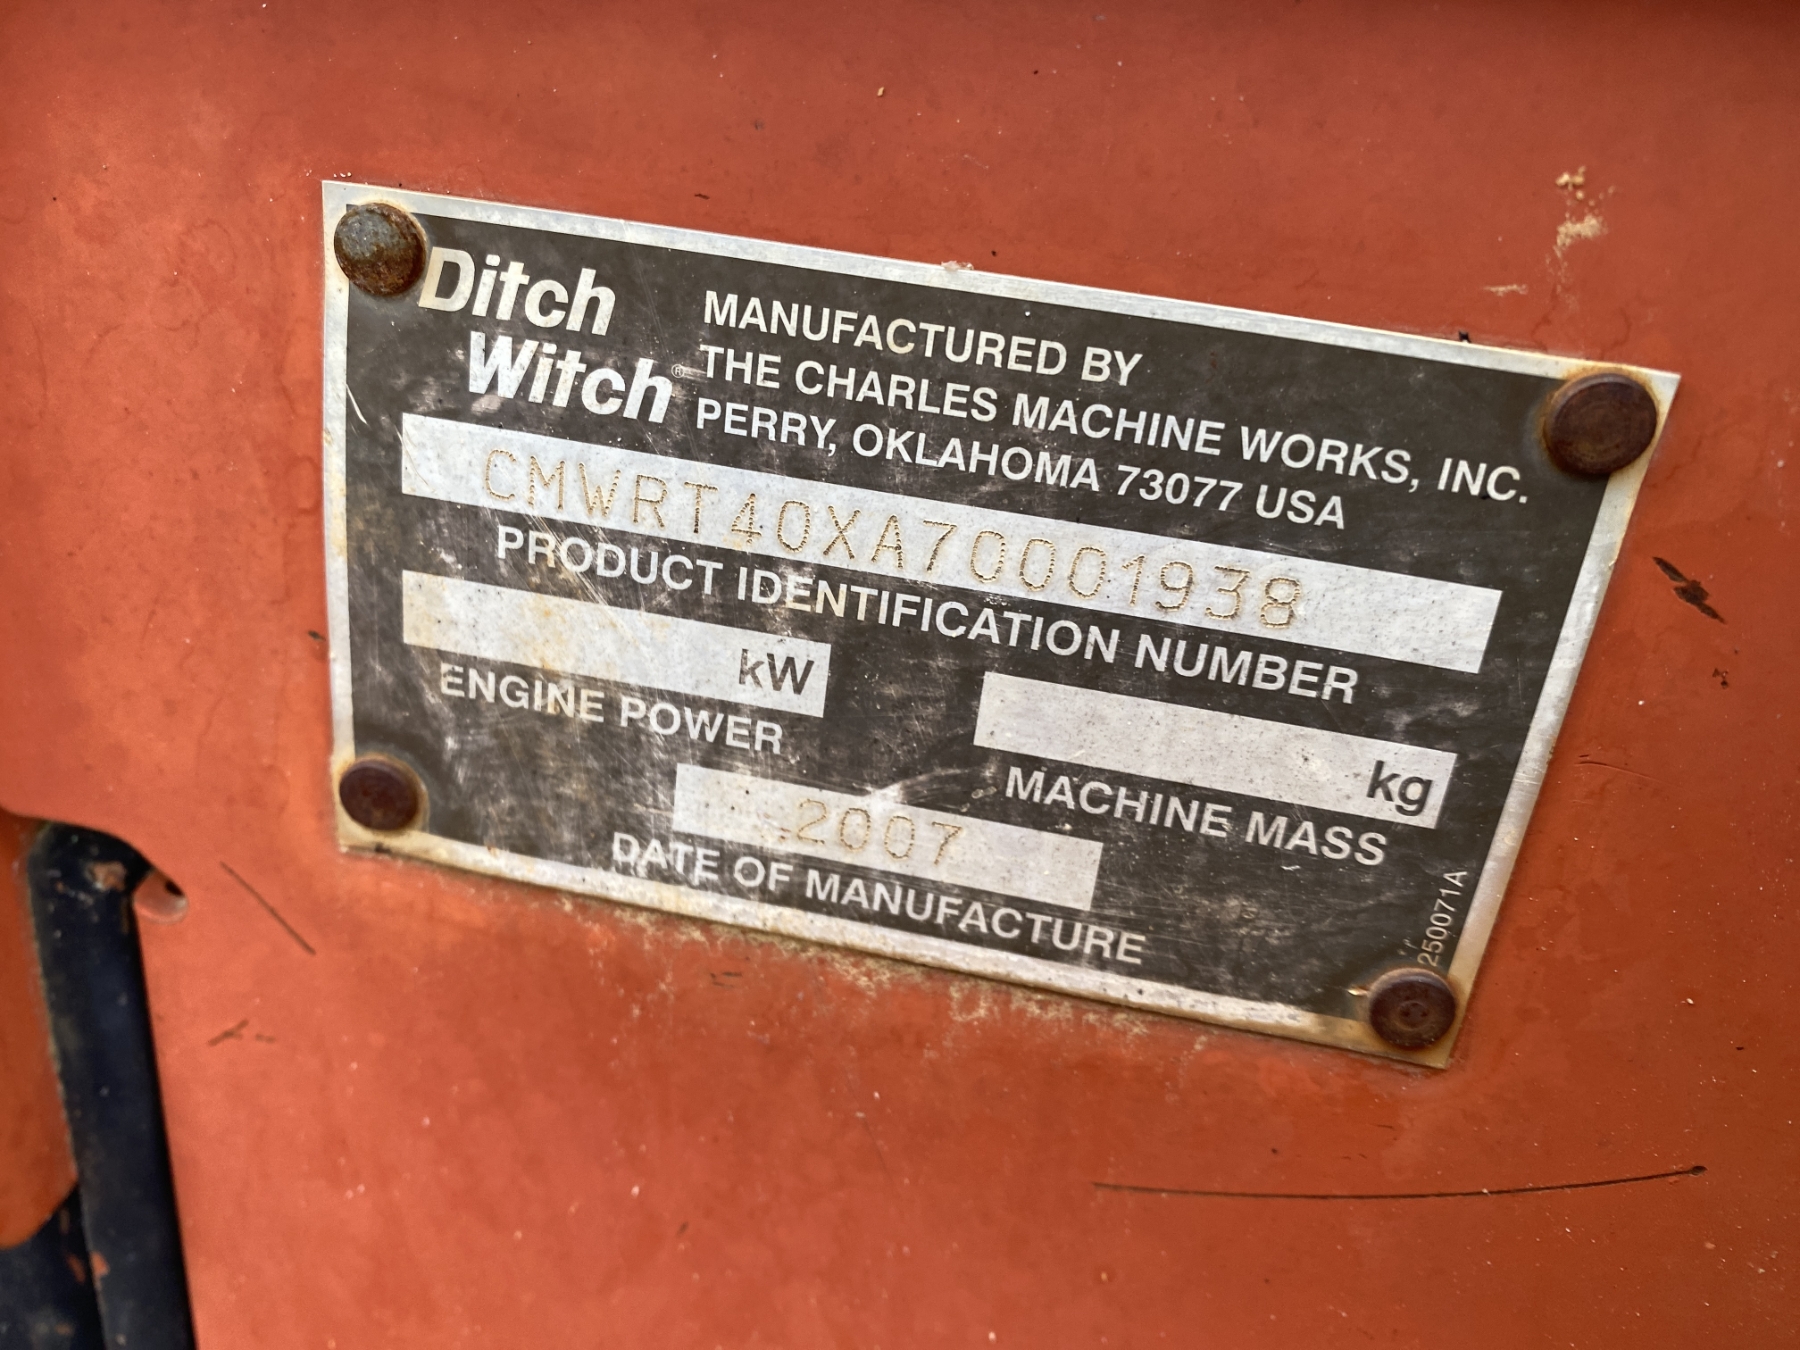 Ditch
Witch®
MANUFACTURED BY
THE CHARLES MACHINE WORKS, INC.
PERRY, OKLAHOMA 73077 USA
CMWRT40XA70001938
PRODUCT IDENTIFICATION NUMBER
kW
ENGINE POWER
kg
MACHINE MASS
2007
DATE OF MANUFACTURE
250071A